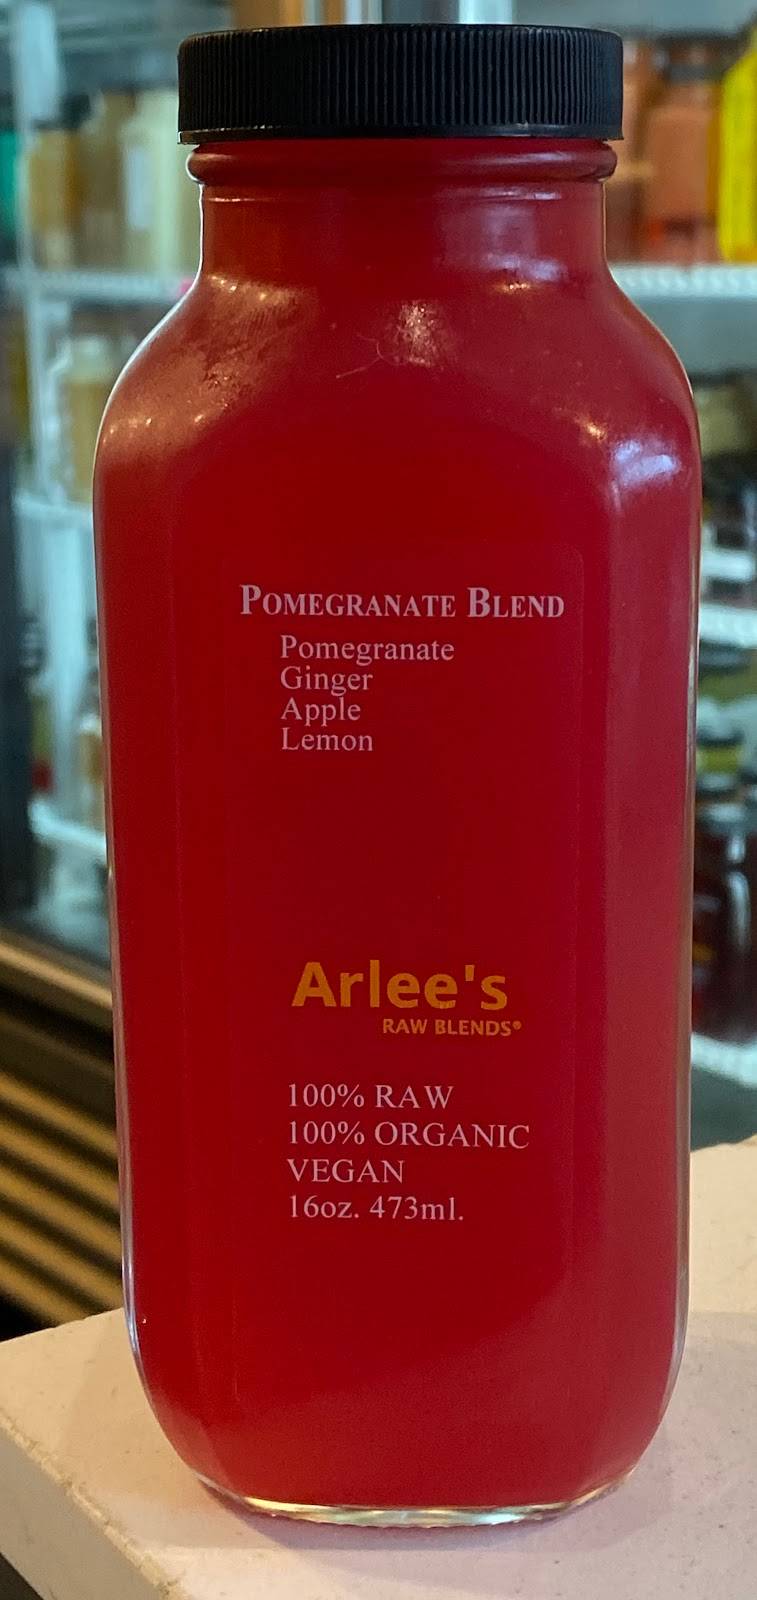 POMEGRANATE BLEND
Pomegranate
Ginger
Apple
Lemon
Arlee's
RAW BLENDS®
100% RAW
100% ORGANIC
VEGAN
16oz. 473ml.